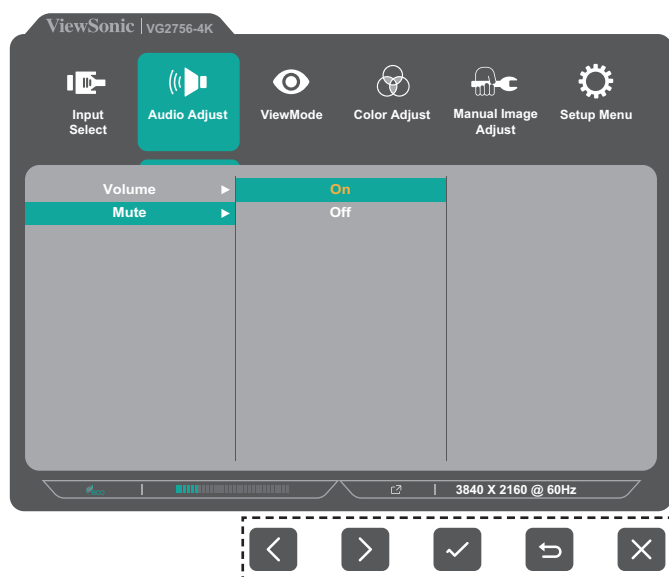 ViewSonic | VG2756-4K
Input Select
Audio Adjust
ViewMode
Color Adjust
Manual Image Adjust
Setup Menu
Volume
On
Mute
Off
eco
3840 X 2160 @ 60Hz